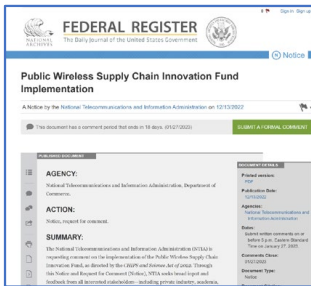 Sign in Sign up
NATIONAL ARCHIVES
FEDERAL REGISTER
The Daily Journal of the United States Government
Notice
Public Wireless Supply Chain Innovation Fund
Implementation
A Notice by the National Telecommunications and Information Administration on 12/13/2022
This document has a comment period that ends in 18 days. (01/27/2023)
SUBMIT A FORMAL COMMENT
PUBLISHED DOCUMENT
AGENCY:
National Telecommunications and Information Administration, Department of
Commerce.
ACTION:
Notice, request for comment.
SUMMARY:
The National Telecommunications and Information Administration (NTIA) is
requesting comment on the implementation of the Public Wireless Supply Chain
Innovation Fund, as directed by the CHIPS and Science Act of 2022. Through
this Notice and Request for Comment (Notice), NTIA seeks broad input and
feedback from all interested stakeholders—including private industry, academia,
DOCUMENT DETAILS
Printed version:
PDF
Publication Date:
12/13/2022
Agencies:
National Telecommunications and
Information Administration
Dates:
Submit written comments on or
before 5 p.m. Eastern Standard
Time on January 27, 2023.
Comments Close:
01/27/2023
Document Type:
Notice